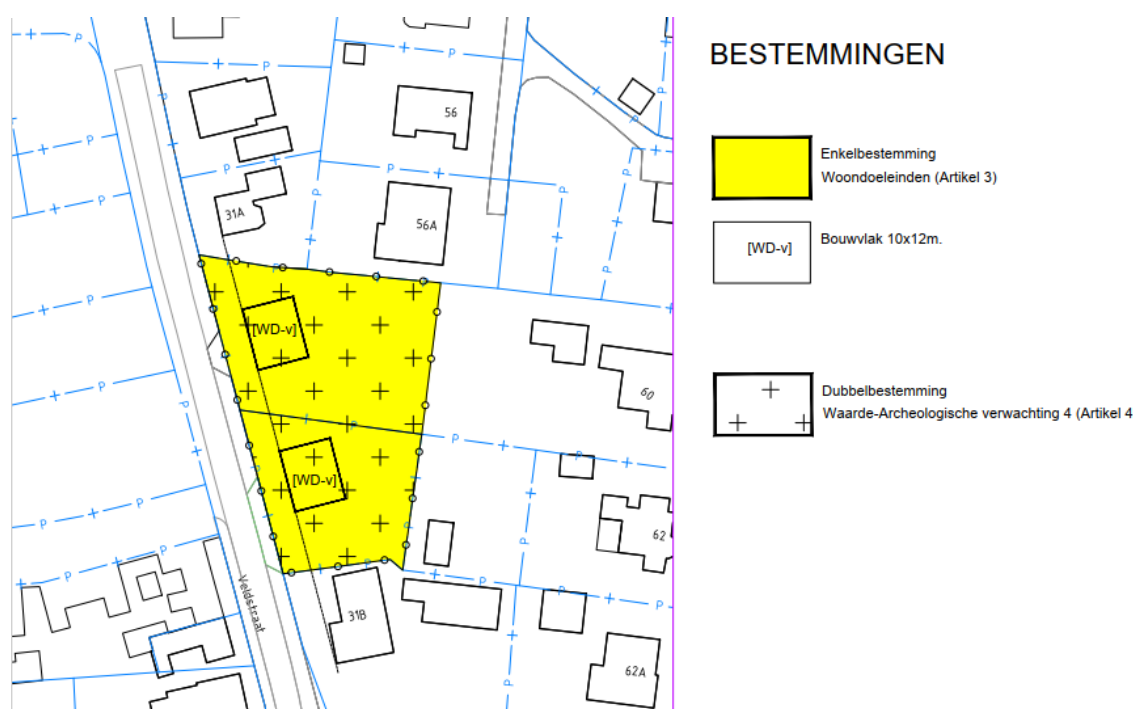 BESTEMMINGEN
Enkelbestemming
Woondoeleinden (Artikel 3)
[WD-v]
Bouwvlak 10x12m.
Dubbelbestemming
Waarde-Archeologische verwachting 4 (Artikel 4
56
31A
56A
[WD-v]
60
[WD-v]
62
Veldstraat
31B
62A